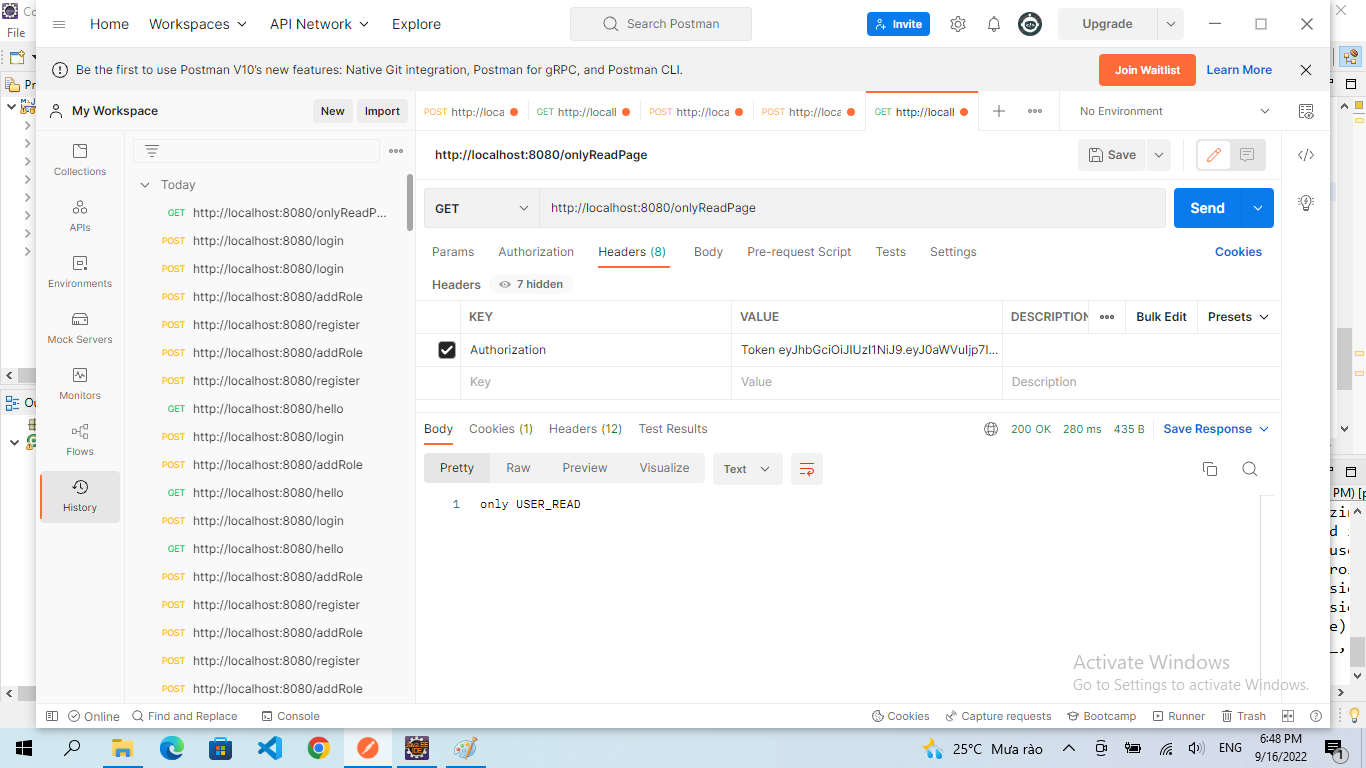 Co
File
Home
Workspaces
API Network
Explore
Search Postman
Invite
Upgrade
Be the first to use Postman V10's new features: Native Git integration, Postman for gRPC, and Postman CLI.
Join Waitlist
Learn More
Pr
My Workspace
New
Import
POST http://loca
GET http://locall
POST http://loca
POST http://loca
GET http://locall
No Environment
Collections
APIs
Environments
Mock Servers
Monitors
Flows
History
Today
GET http://localhost:8080/onlyReadP...
POST http://localhost:8080/login
POST http://localhost:8080/login
POST http://localhost:8080/addRole
POST http://localhost:8080/register
POST http://localhost:8080/addRole
POST http://localhost:8080/register
GET http://localhost:8080/hello
POST http://localhost:8080/login
POST http://localhost:8080/addRole
GET http://localhost:8080/hello
POST http://localhost:8080/login
GET http://localhost:8080/hello
POST http://localhost:8080/addRole
POST http://localhost:8080/register
POST http://localhost:8080/addRole
POST http://localhost:8080/register
POST http://localhost:8080/addRole
http://localhost:8080/onlyReadPage
Save
GET
http://localhost:8080/onlyReadPage
Send
Params
Authorization
Headers (8)
Body
Pre-request Script
Tests
Settings
Cookies
Headers
7 hidden
KEY
VALUE
DESCRIPTION
Bulk Edit
Presets
Authorization
Token eyJhbGciOiJIUzI1NiJ9.eyJ0aWVuIjp7I...
Key
Value
Description
Body
Cookies (1)
Headers (12)
Test Results
200 OK
280 ms
435 B
Save Response
Pretty
Raw
Preview
Visualize
Text
1 only USER_READ
Ou
PM) [p
Activate Windows
Go to Settings to activate Windows.
Online
Find and Replace
Console
Cookies
Capture requests
Bootcamp
Runner
Trash
25°C Mưa rào
ENG
6:48 PM
9/16/2022
1